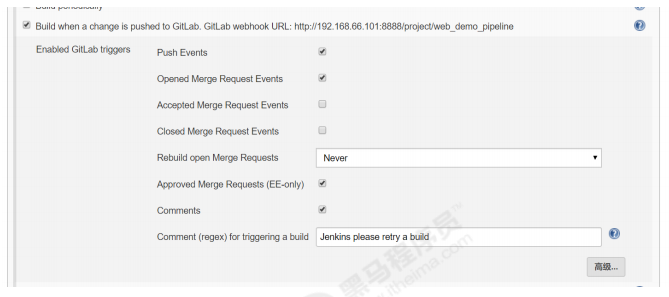 Build periodically
Build when a change is pushed to GitLab. GitLab webhook URL: http://192.168.66.101:8888/project/web_demo_pipeline
Enabled GitLab triggers
Push Events
Opened Merge Request Events
Accepted Merge Request Events
Closed Merge Request Events
Rebuild open Merge Requests
Never
Approved Merge Requests (EE-only)
Comments
Comment (regex) for triggering a build
Jenkins please retry a build
高级...
黑马程序员™
www.itheima.com